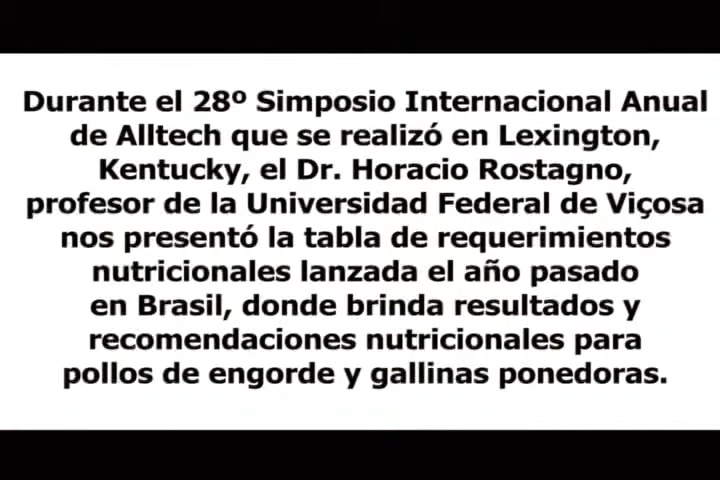 Durante el 28º Simposio Internacional Anual
de Alltech que se realizó en Lexington,
Kentucky, el Dr. Horacio Rostagno,
profesor de la Universidad Federal de Viçosa
nos presentó la tabla de requerimientos
nutricionales lanzada el año pasado
en Brasil, donde brinda resultados y
recomendaciones nutricionales para
pollos de engorde y gallinas ponedoras.